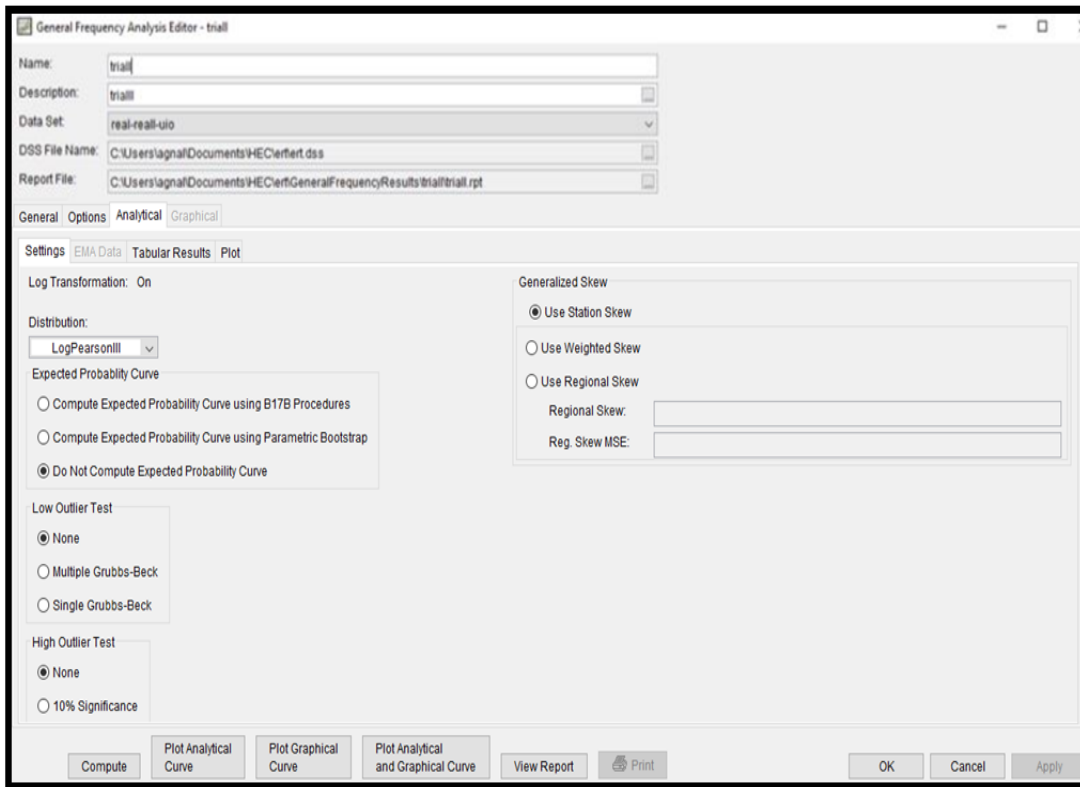 General Frequency Analysis Editor - triall
Name: triall
Description: triallI
Data Set: real-reall-uio
DSS File Name: C:\Users\agnal\Documents\HEC\erf\ert.dss
Report File: C:\Users\agnal\Documents\HEC\erf\GeneralFrequencyResults\triall\triall.rpt
General Options Analytical Graphical
Settings EMA Data Tabular Results Plot
Log Transformation: On
Distribution:
LogPearsonIII
Expected Probablity Curve
Compute Expected Probability Curve using B17B Procedures
Compute Expected Probability Curve using Parametric Bootstrap
Do Not Compute Expected Probability Curve
Low Outlier Test
None
Multiple Grubbs-Beck
Single Grubbs-Beck
High Outlier Test
None
10% Significance
Generalized Skew
Use Station Skew
Use Weighted Skew
Use Regional Skew
Regional Skew:
Reg. Skew MSE:
Compute
Plot Analytical
Curve
Plot Graphical
Curve
Plot Analytical
and Graphical Curve
View Report
Print
OK
Cancel
Apply